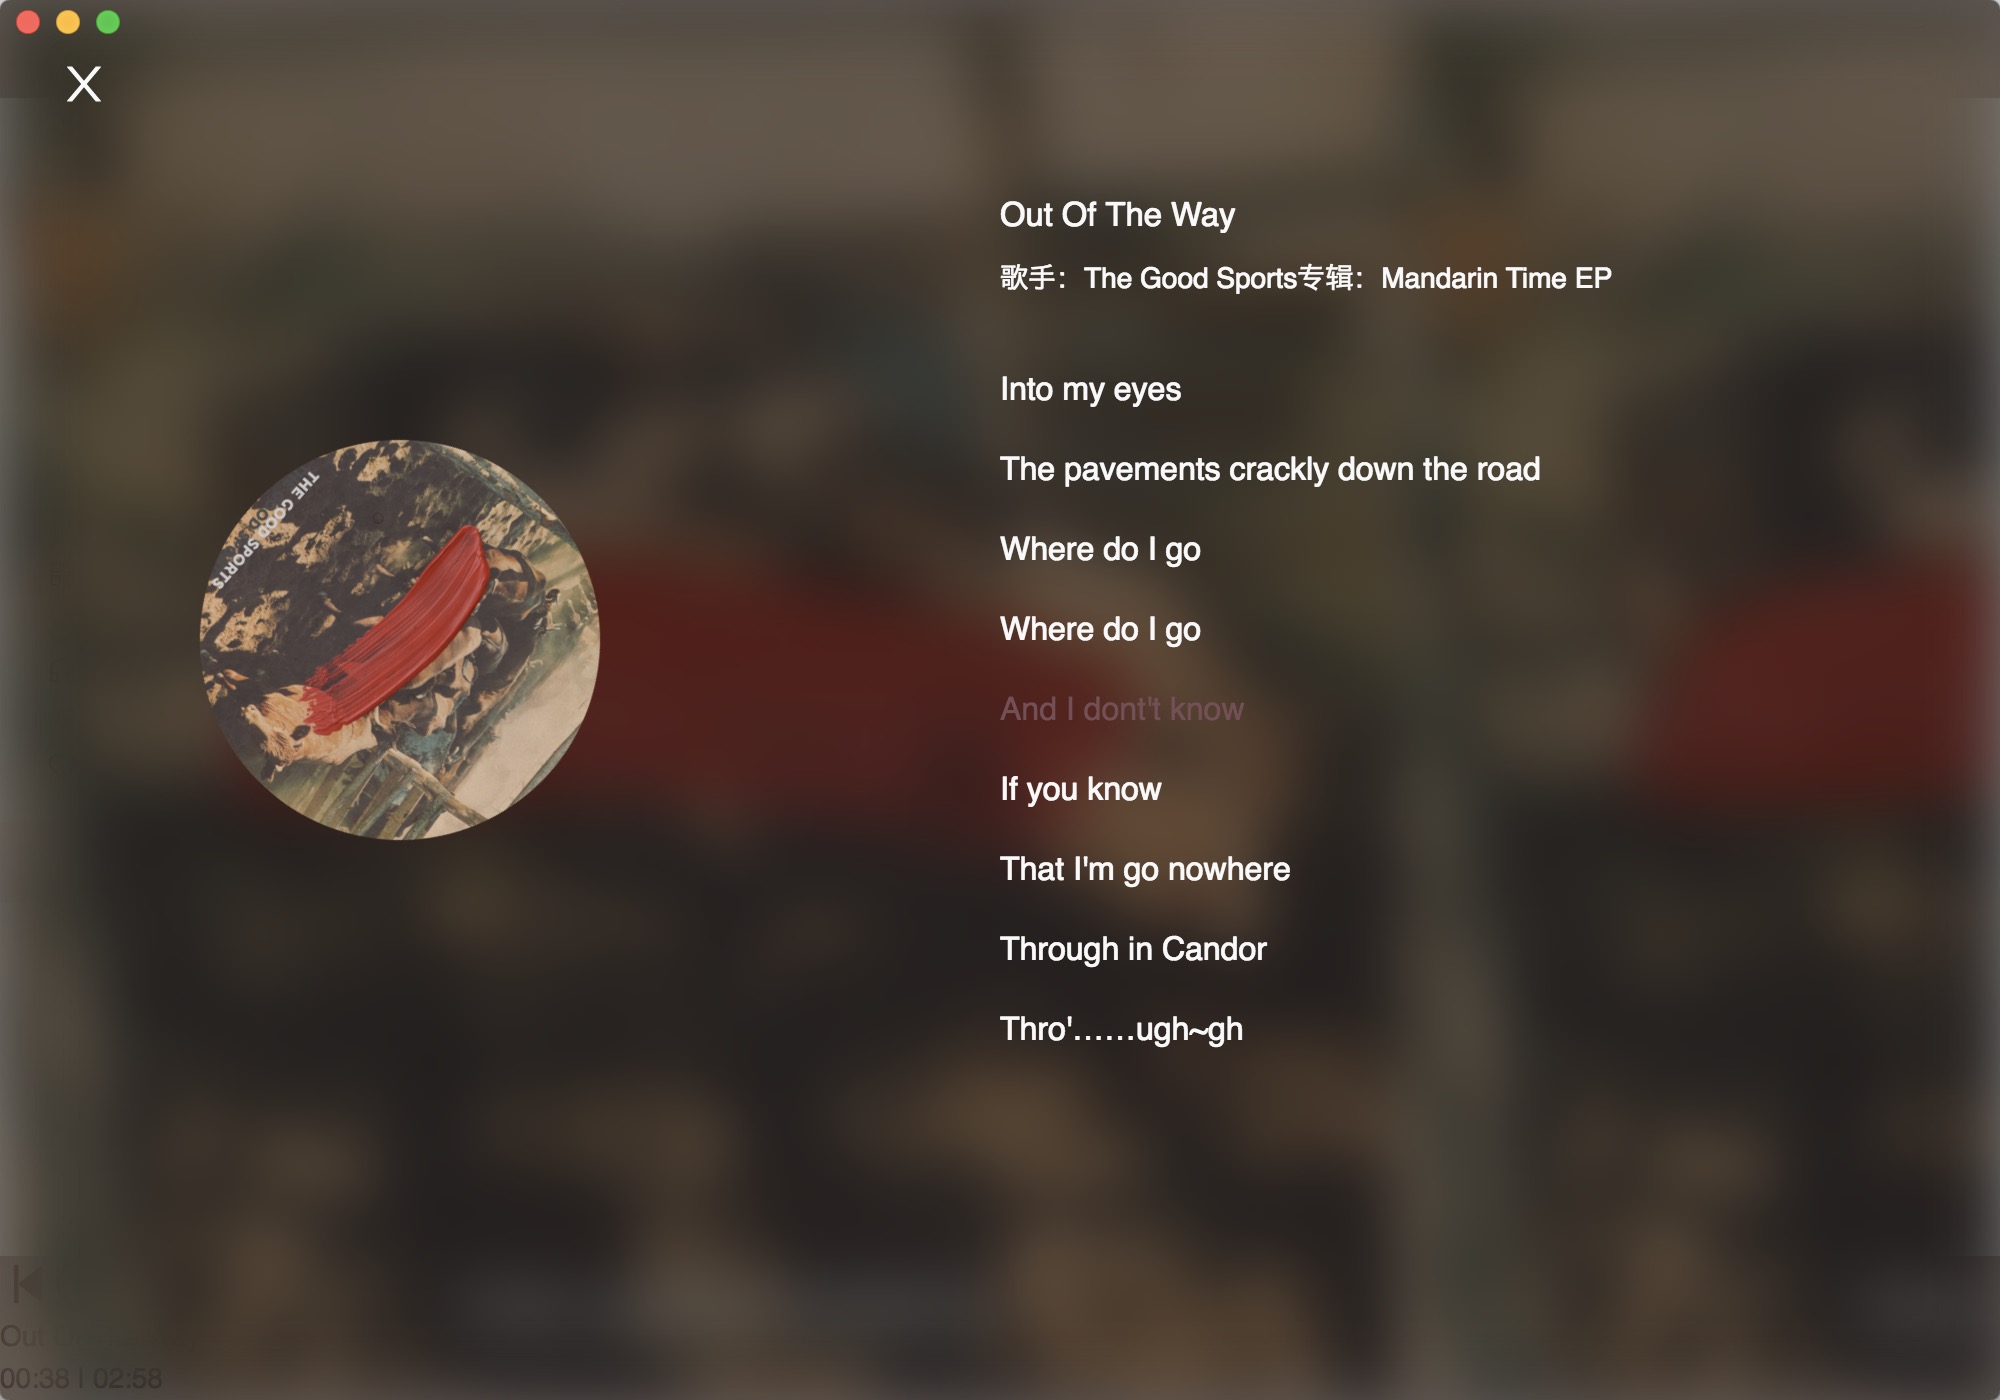 X
Out Of The Way
歌手：The Good Sports专辑：Mandarin Time EP
Into my eyes
The pavements crackly down the road
Where do I go
Where do I go
And I dont't know
If you know
That I'm go nowhere
Through in Candor
Thro'......ugh~gh
THE GOOD SPORTS
Out
00:38 | 02:58